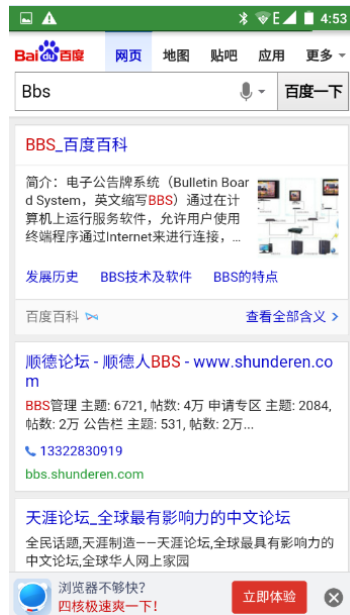 E 4:53
Bai百度 网页 地图 贴吧 应用 更多
Bbs 百度一下
BBS_百度百科
简介：电子公告牌系统（Bulletin Boar
d System，英文缩写BBS）通过在计
算机上运行服务软件，允许用户使用
终端程序通过Internet来进行连接，...
发展历史 BBS技术及软件 BBS的特点
百度百科 查看全部含义 >
顺德论坛 - 顺德人BBS - www.shunderen.co
m
BBS管理 主题: 6721, 帖数: 4万 申请专区 主题: 2084,
帖数: 2万 公告栏 主题: 531, 帖数: 2万...
13322830919
bbs.shunderen.com
天涯论坛_全球最有影响力的中文论坛
全民话题,天涯制造——天涯论坛,全球最具有影响力的
中文论坛,全球华人网上家园
浏览器不够快?
四核极速爽一下! 立即体验